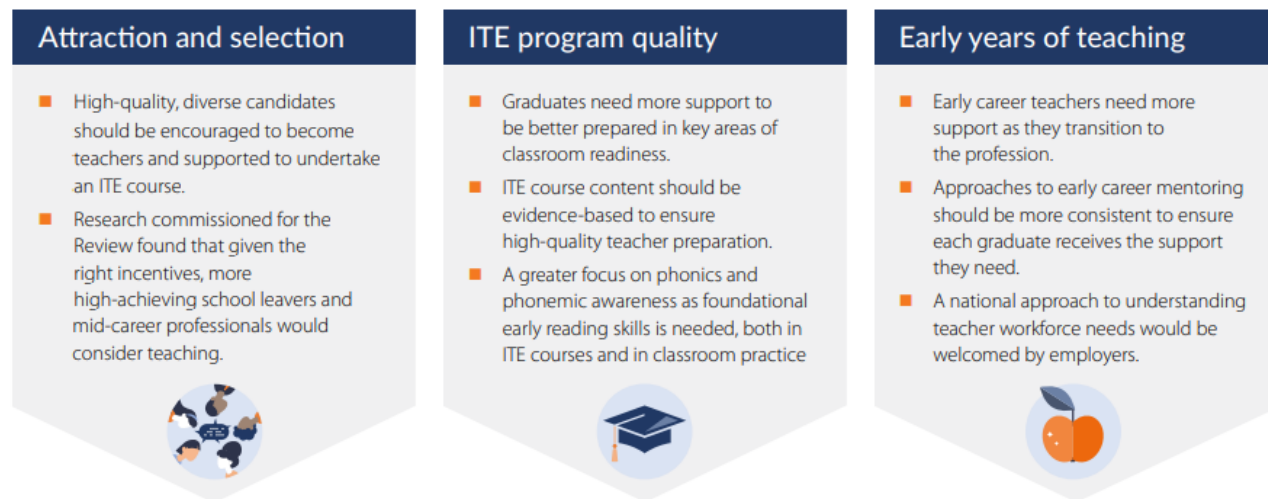 Attraction and selection
High-quality, diverse candidates
should be encouraged to become
teachers and supported to undertake
an ITE course.
Research commissioned for the
Review found that given the
right incentives, more
high-achieving school leavers and
mid-career professionals would
consider teaching.
ITE program quality
Graduates need more support to
be better prepared in key areas of
classroom readiness.
ITE course content should be
evidence-based to ensure
high-quality teacher preparation.
A greater focus on phonics and
phonemic awareness as foundational
early reading skills is needed, both in
ITE courses and in classroom practice
Early years of teaching
Early career teachers need more
support as they transition to
the profession.
Approaches to early career mentoring
should be more consistent to ensure
each graduate receives the support
they need.
A national approach to understanding
teacher workforce needs would be
welcomed by employers.